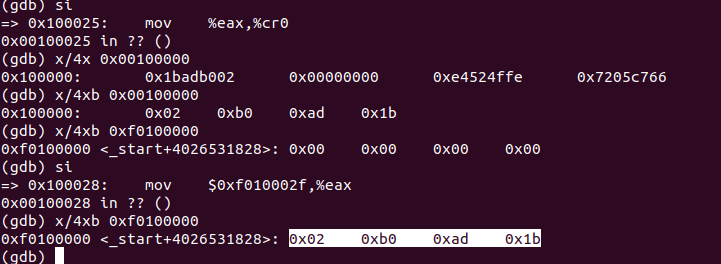 (gdb) si
=> 0x100025: mov %eax,%cr0
0x00100025 in ?? ()
(gdb) x/4x 0x00100000
0x100000: 0x1badb002 0x00000000 0xe4524ffe 0x7205c766
(gdb) x/4xb 0x00100000
0x100000: 0x02 0xb0 0xad 0x1b
(gdb) x/4xb 0xf0100000
0xf0100000 <_start+4026531828>: 0x00 0x00 0x00 0x00
(gdb) si
=> 0x100028: mov $0xf010002f,%eax
0x00100028 in ?? ()
(gdb) x/4xb 0xf0100000
0xf0100000 <_start+4026531828>: 0x02 0xb0 0xad 0x1b
(gdb)